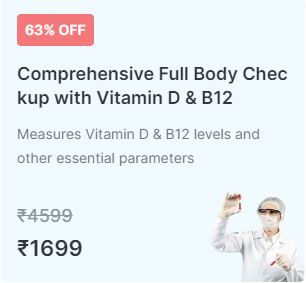 63% OFF
Comprehensive Full Body Chec
kup with Vitamin D & B12
Measures Vitamin D & B12 levels and
other essential parameters
₹4599
₹1699